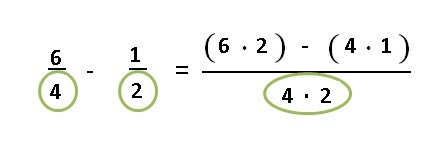 6/4 - 1/2 = ((6 · 2) - (4 · 1))/(4 · 2)